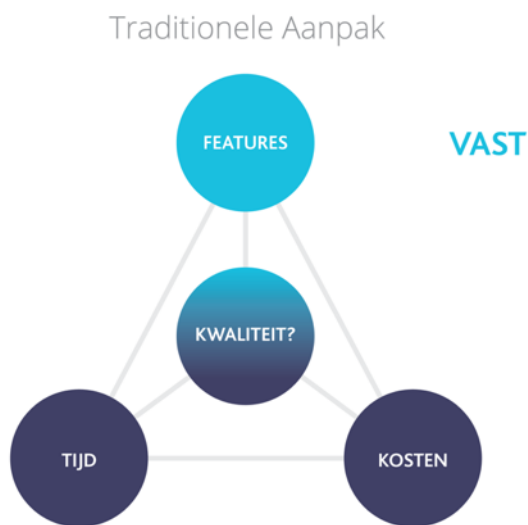 Traditionele Aanpak
FEATURES
VAST
KWALITEIT?
TIJD
KOSTEN